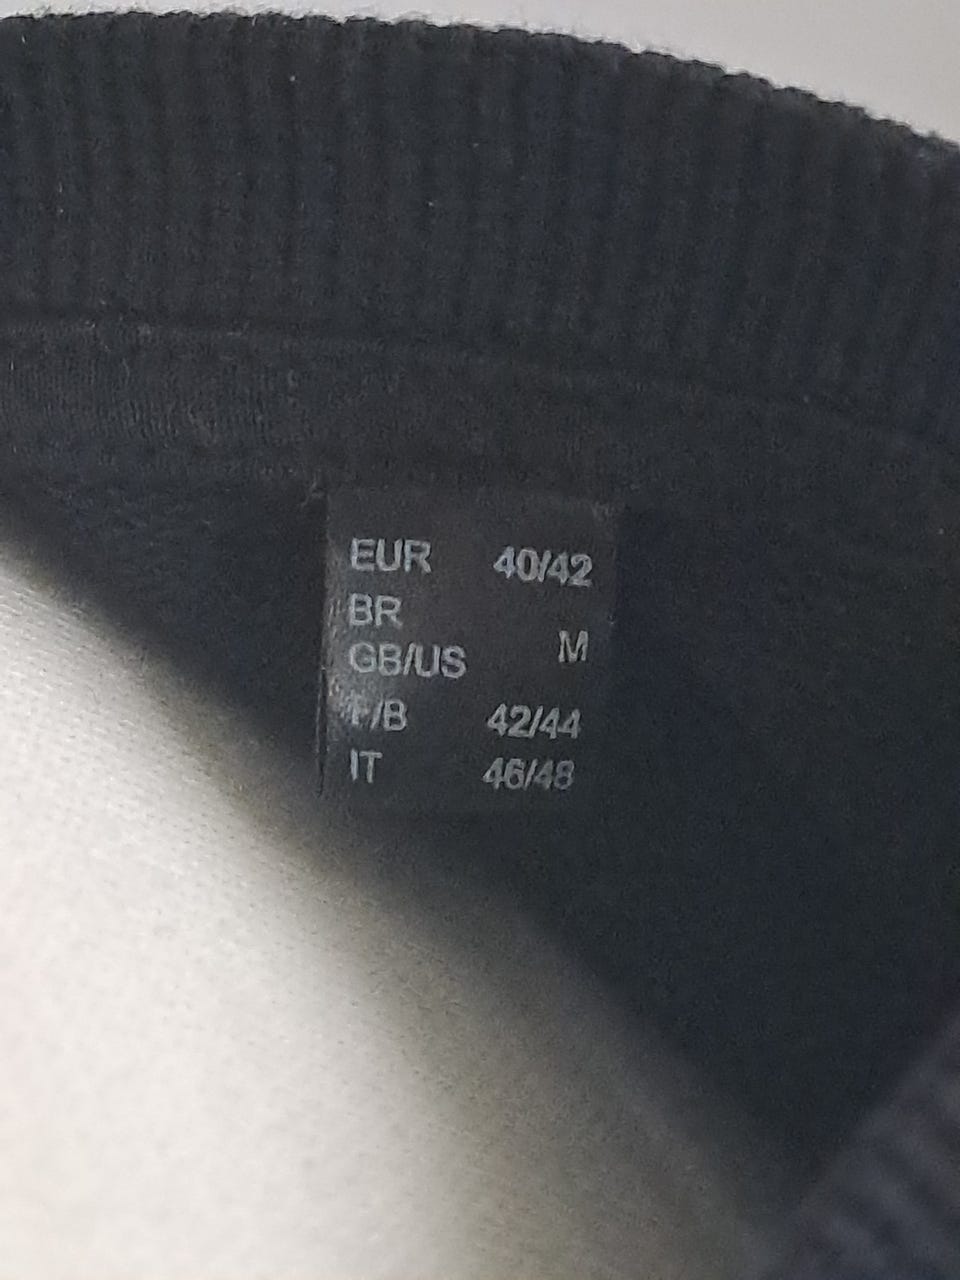 EUR 40/42
BR
GB/US M
F/B 42/44
IT 46/48